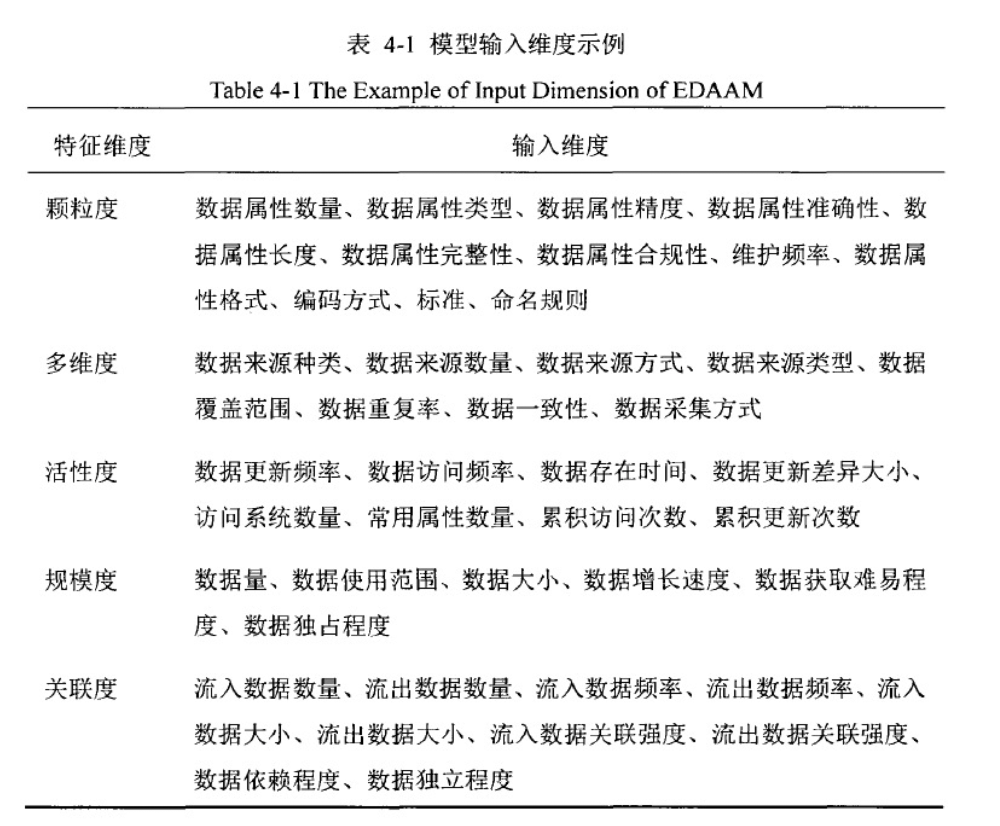 表 4-1 模型输入维度示例
Table 4-1 The Example of Input Dimension of EDAAM
特征维度 输入维度
颗粒度 数据属性数量、数据属性类型、数据属性精度、数据属性准确性、数
据属性长度、数据属性完整性、数据属性合规性、维护频率、数据属
性格式、编码方式、标准、命名规则
多维度 数据来源种类、数据来源数量、数据来源方式、数据来源类型、数据
覆盖范围、数据重复率、数据一致性、数据采集方式
活性度 数据更新频率、数据访问频率、数据存在时间、数据更新差异大小、
访问系统数量、常用属性数量、累积访问次数、累积更新次数
规模度 数据量、数据使用范围、数据大小、数据增长速度、数据获取难易程
度、数据独占程度
关联度 流入数据数量、流出数据数量、流入数据频率、流出数据频率、流入
数据大小、流出数据大小、流入数据关联强度、流出数据关联强度、
数据依赖程度、数据独立程度